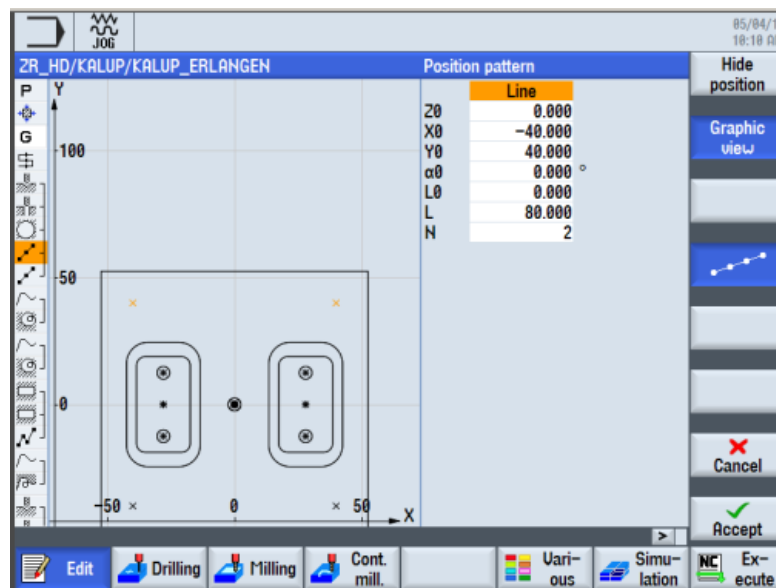 JOG
05/04/1
10:10 A
ZR_HD/KALUP/KALUP_ERLANGEN
Position pattern
Hide
position
P
Y
Line
Z0 0.000
X0 -40.000
G
Y0 40.000
Graphic
view
100
α0 0.000 °
L0 0.000
L 80.000
N 2
50
0
-50 0 50 X
Cancel
>
Accept
Edit
Drilling
Milling
Cont.
mill.
Vari-
ous
Simu-
lation
NC
Ex-
ecute